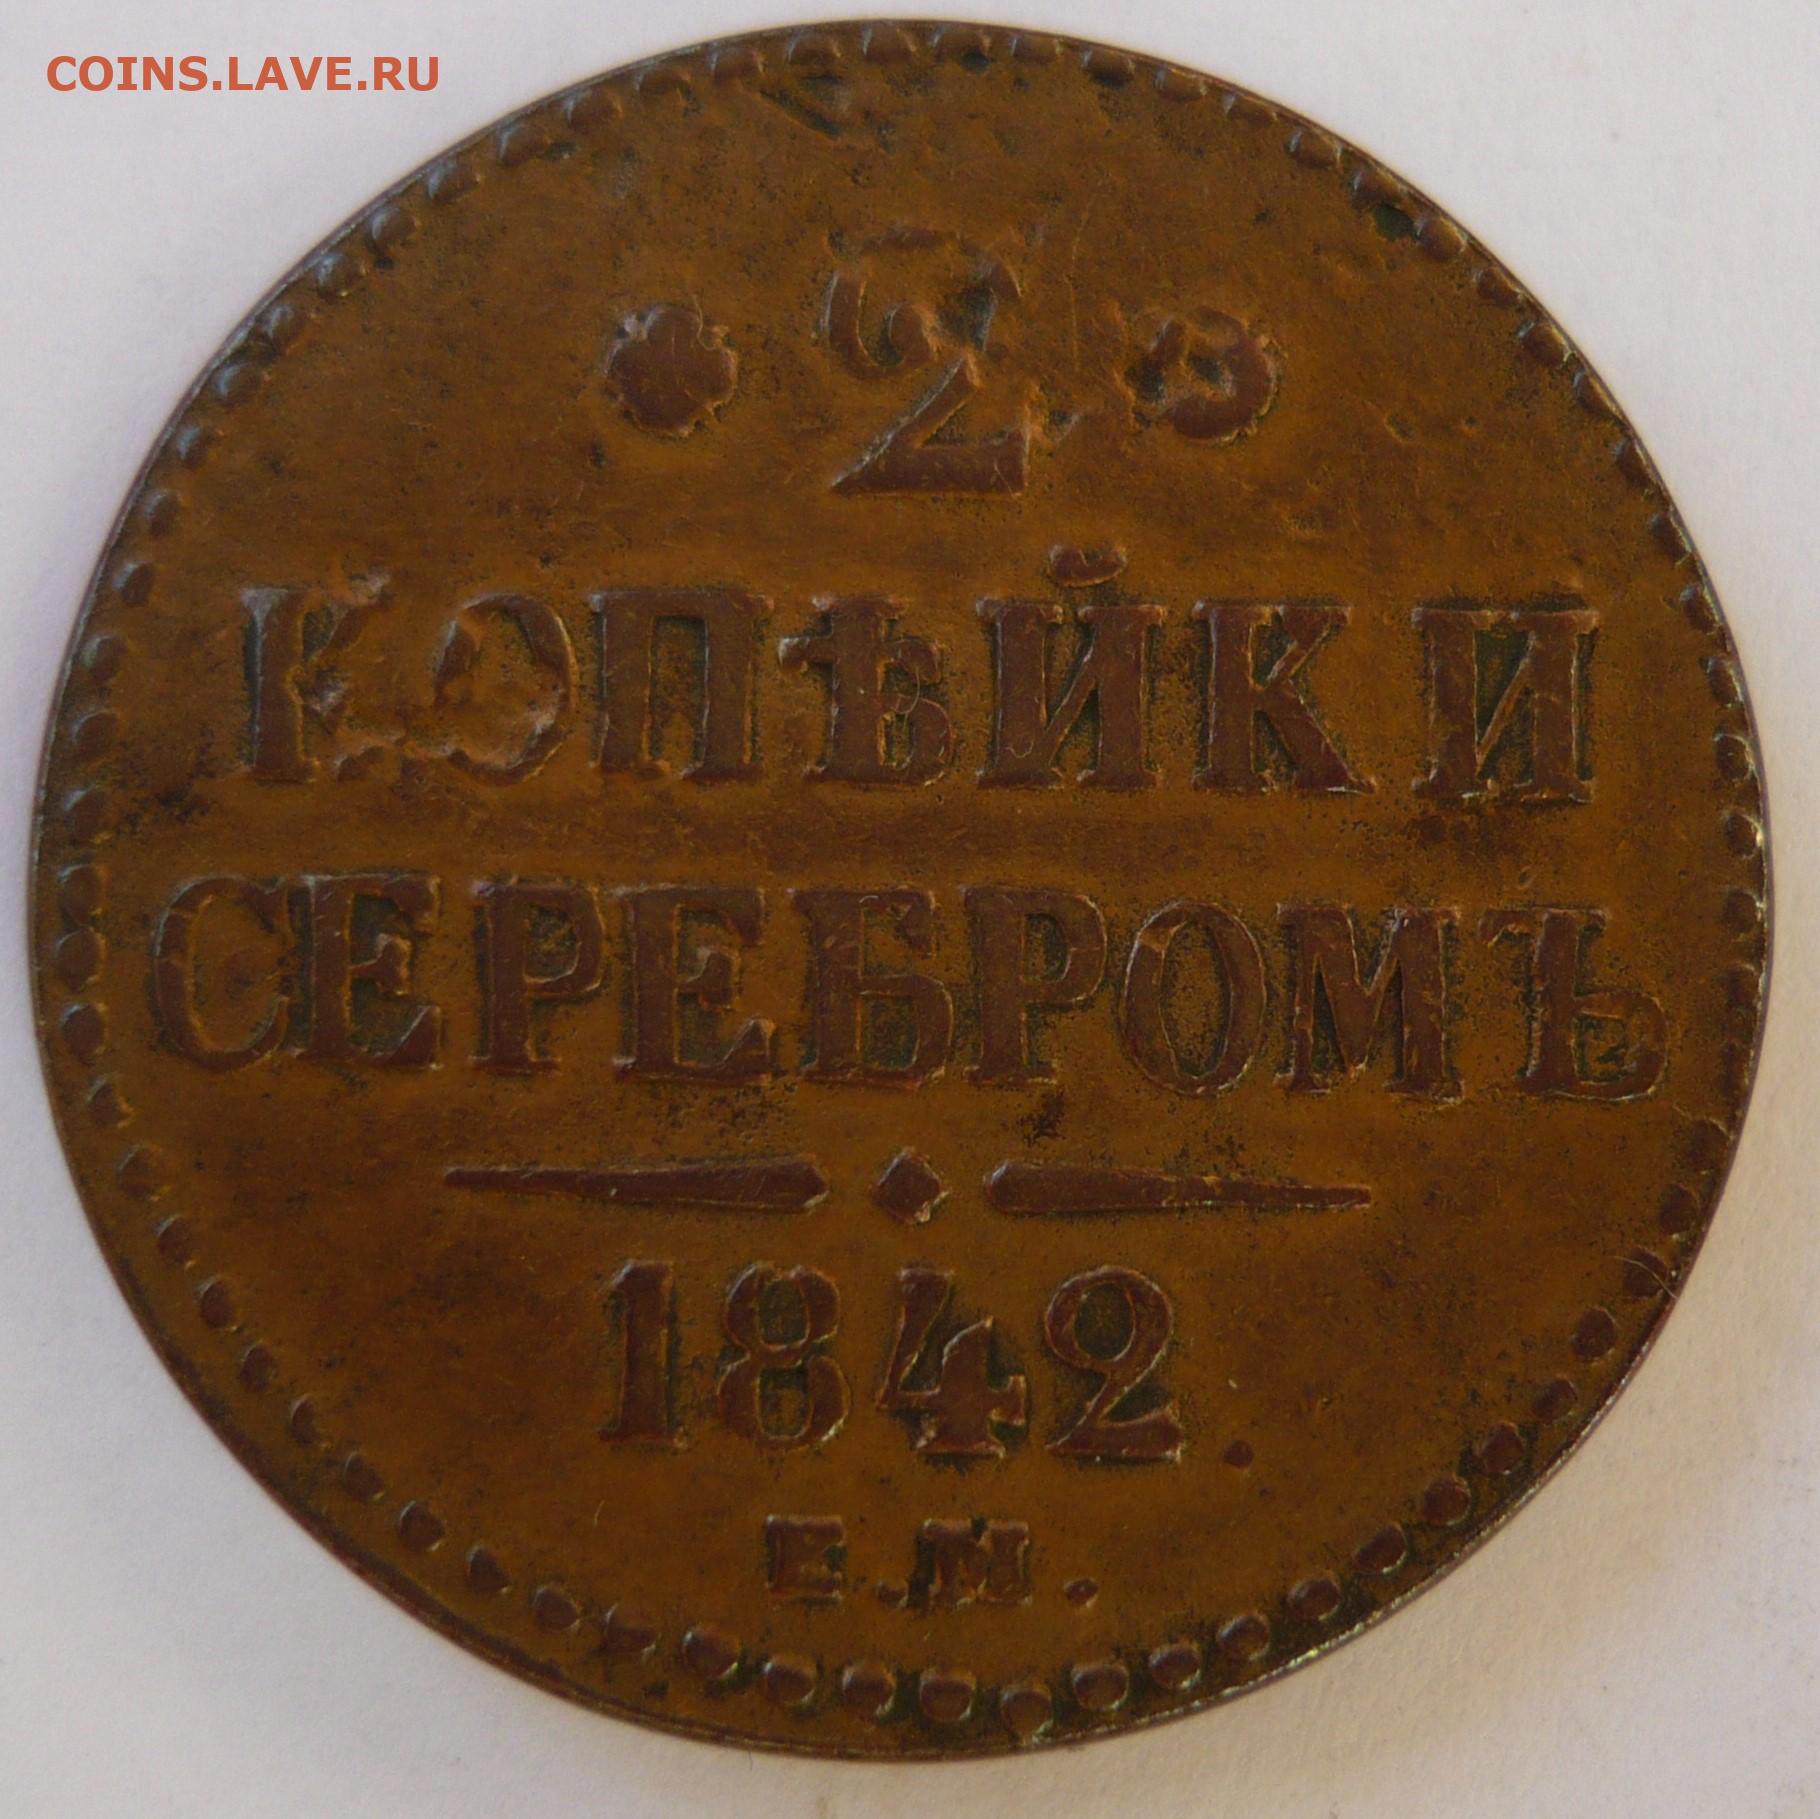 COINS.LAVE.RU
2
КОПѢЙКИ
СЕРЕБРОМЪ
1842.
Е.М.